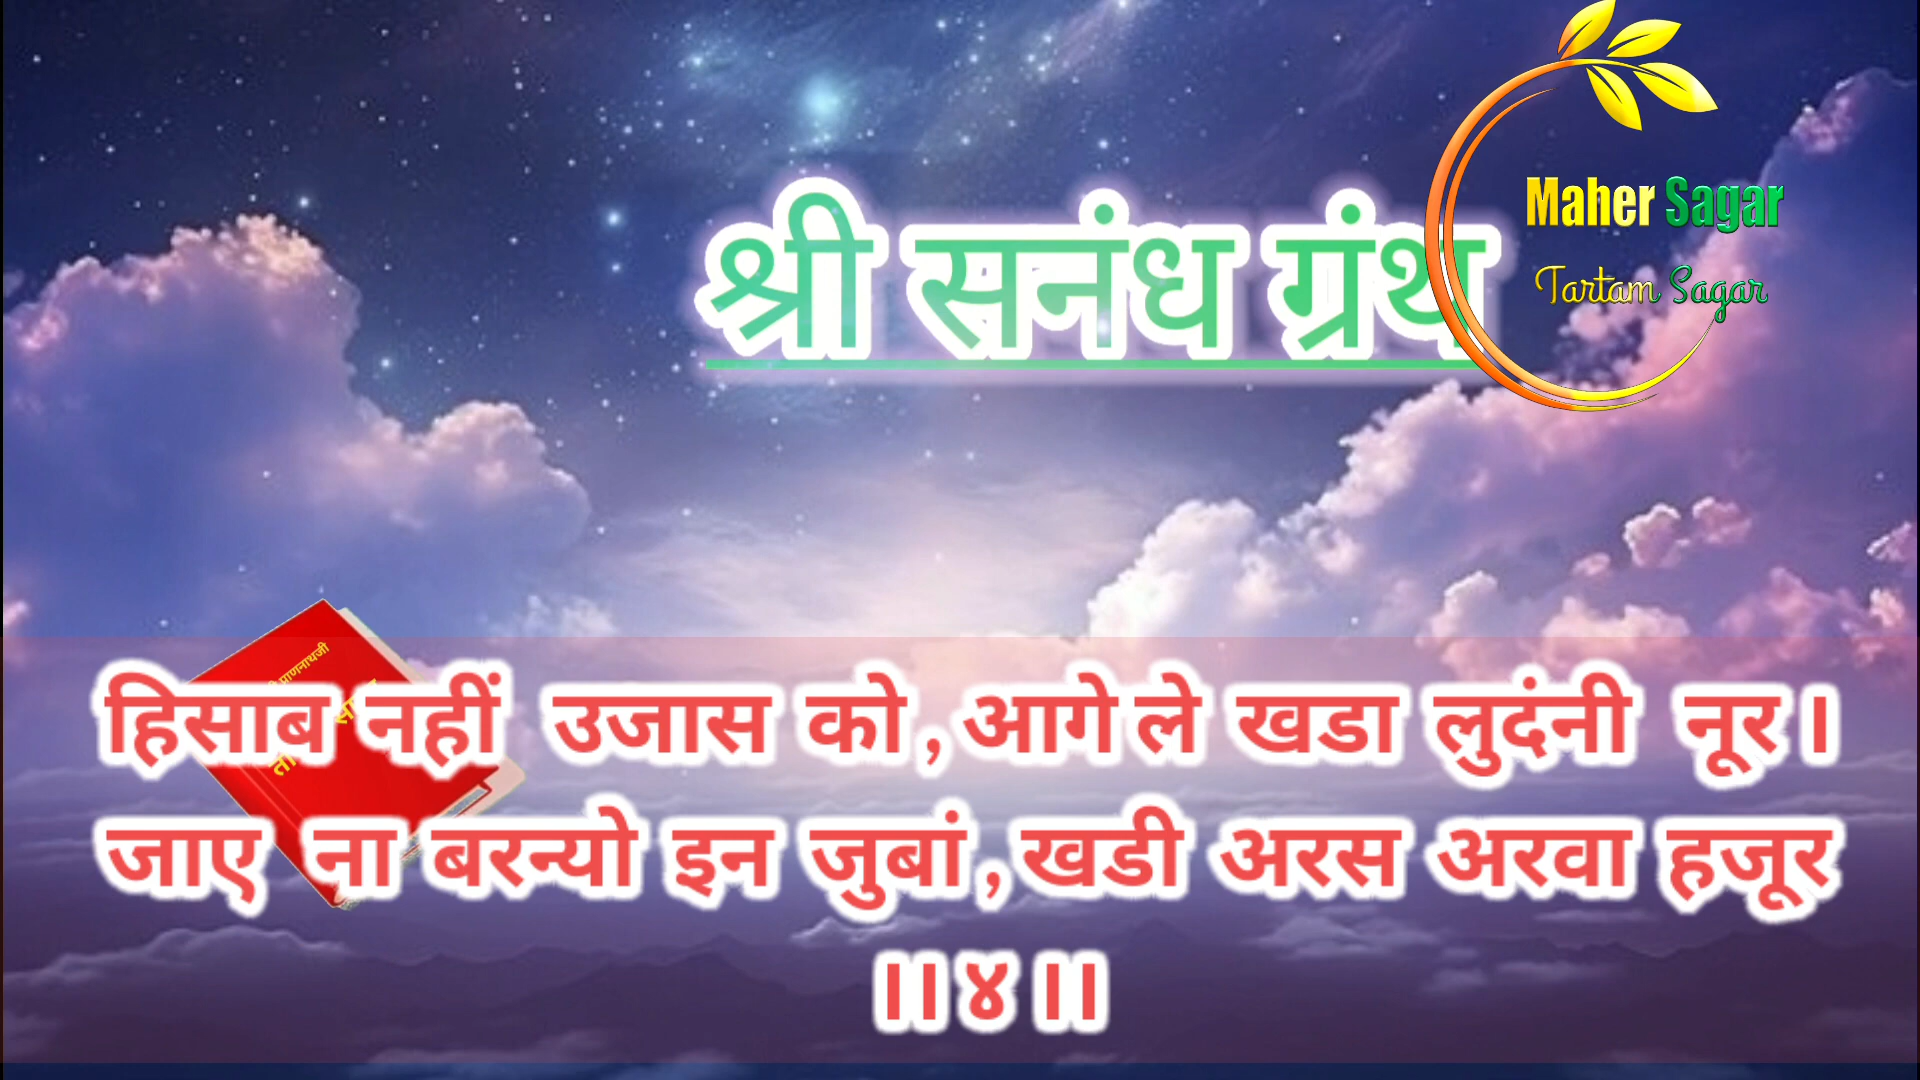 श्री सनंध ग्रंथ
Maher Sagar
Tartam Sagar
हिसाब नहीं उजास को, आगे ले खडा लुदंनी नूर।
जाए ना बरन्यो इन जुबां, खडी अरस अरवा हजूर
।।४।।